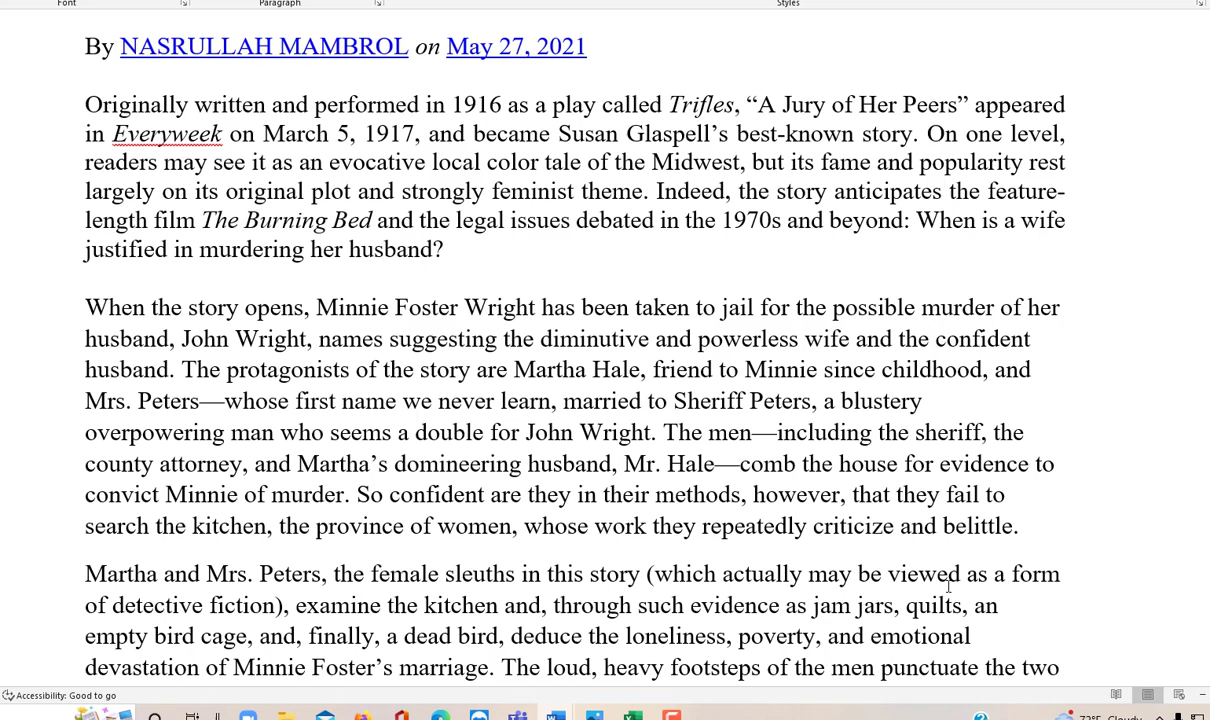 Font Paragraph Styles
By NASRULLAH MAMBROL on May 27, 2021
Originally written and performed in 1916 as a play called Trifles, “A Jury of Her Peers” appeared
in Everyweek on March 5, 1917, and became Susan Glaspell’s best-known story. On one level,
readers may see it as an evocative local color tale of the Midwest, but its fame and popularity rest
largely on its original plot and strongly feminist theme. Indeed, the story anticipates the feature-
length film The Burning Bed and the legal issues debated in the 1970s and beyond: When is a wife
justified in murdering her husband?
When the story opens, Minnie Foster Wright has been taken to jail for the possible murder of her
husband, John Wright, names suggesting the diminutive and powerless wife and the confident
husband. The protagonists of the story are Martha Hale, friend to Minnie since childhood, and
Mrs. Peters—whose first name we never learn, married to Sheriff Peters, a blustery
overpowering man who seems a double for John Wright. The men—including the sheriff, the
county attorney, and Martha’s domineering husband, Mr. Hale—comb the house for evidence to
convict Minnie of murder. So confident are they in their methods, however, that they fail to
search the kitchen, the province of women, whose work they repeatedly criticize and belittle.
Martha and Mrs. Peters, the female sleuths in this story (which actually may be viewed as a form
of detective fiction), examine the kitchen and, through such evidence as jam jars, quilts, an
empty bird cage, and, finally, a dead bird, deduce the loneliness, poverty, and emotional
devastation of Minnie Foster’s marriage. The loud, heavy footsteps of the men punctuate the two
Accessibility: Good to go
72°F Cloudy